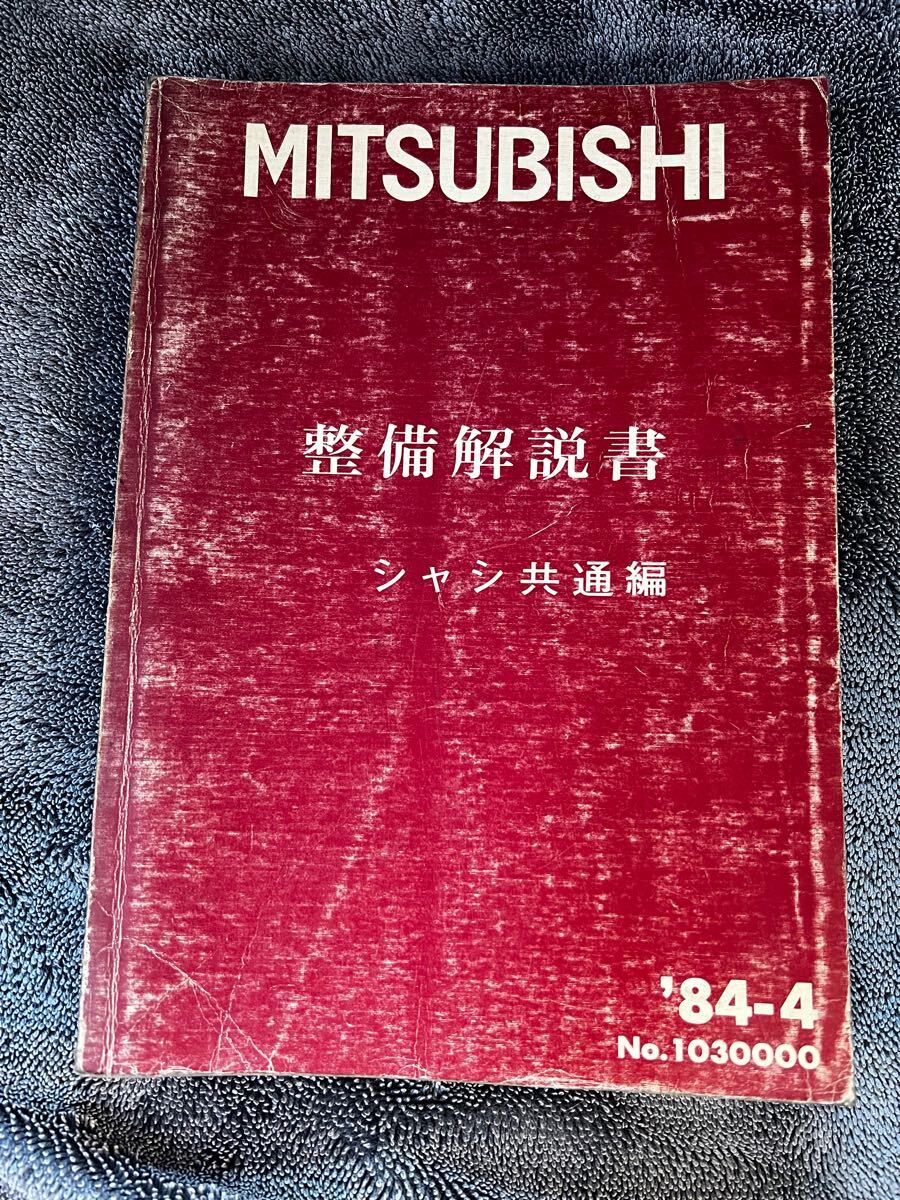 MITSUBISHI
整備解説書
シャシ共通編
'84-4
No.1030000